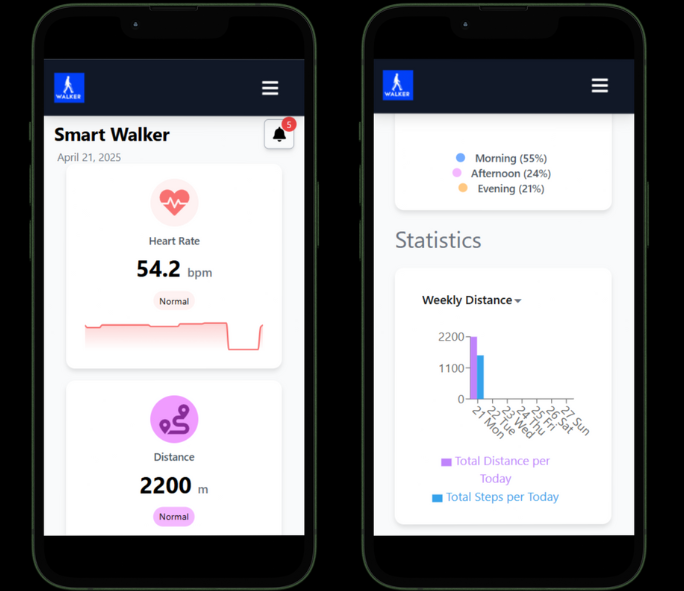 WALKER
Smart Walker
5
April 21, 2025
Heart Rate
54.2 bpm
Normal
Distance
2200 m
Normal
WALKER
Morning (55%)
Afternoon (24%)
Evening (21%)
Statistics
Weekly Distance
2200
1100
0
21 Mon
22 Tue
23 Wed
24 Thu
25 Fri
26 Sat
27 Sun
Total Distance per
Today
Total Steps per Today